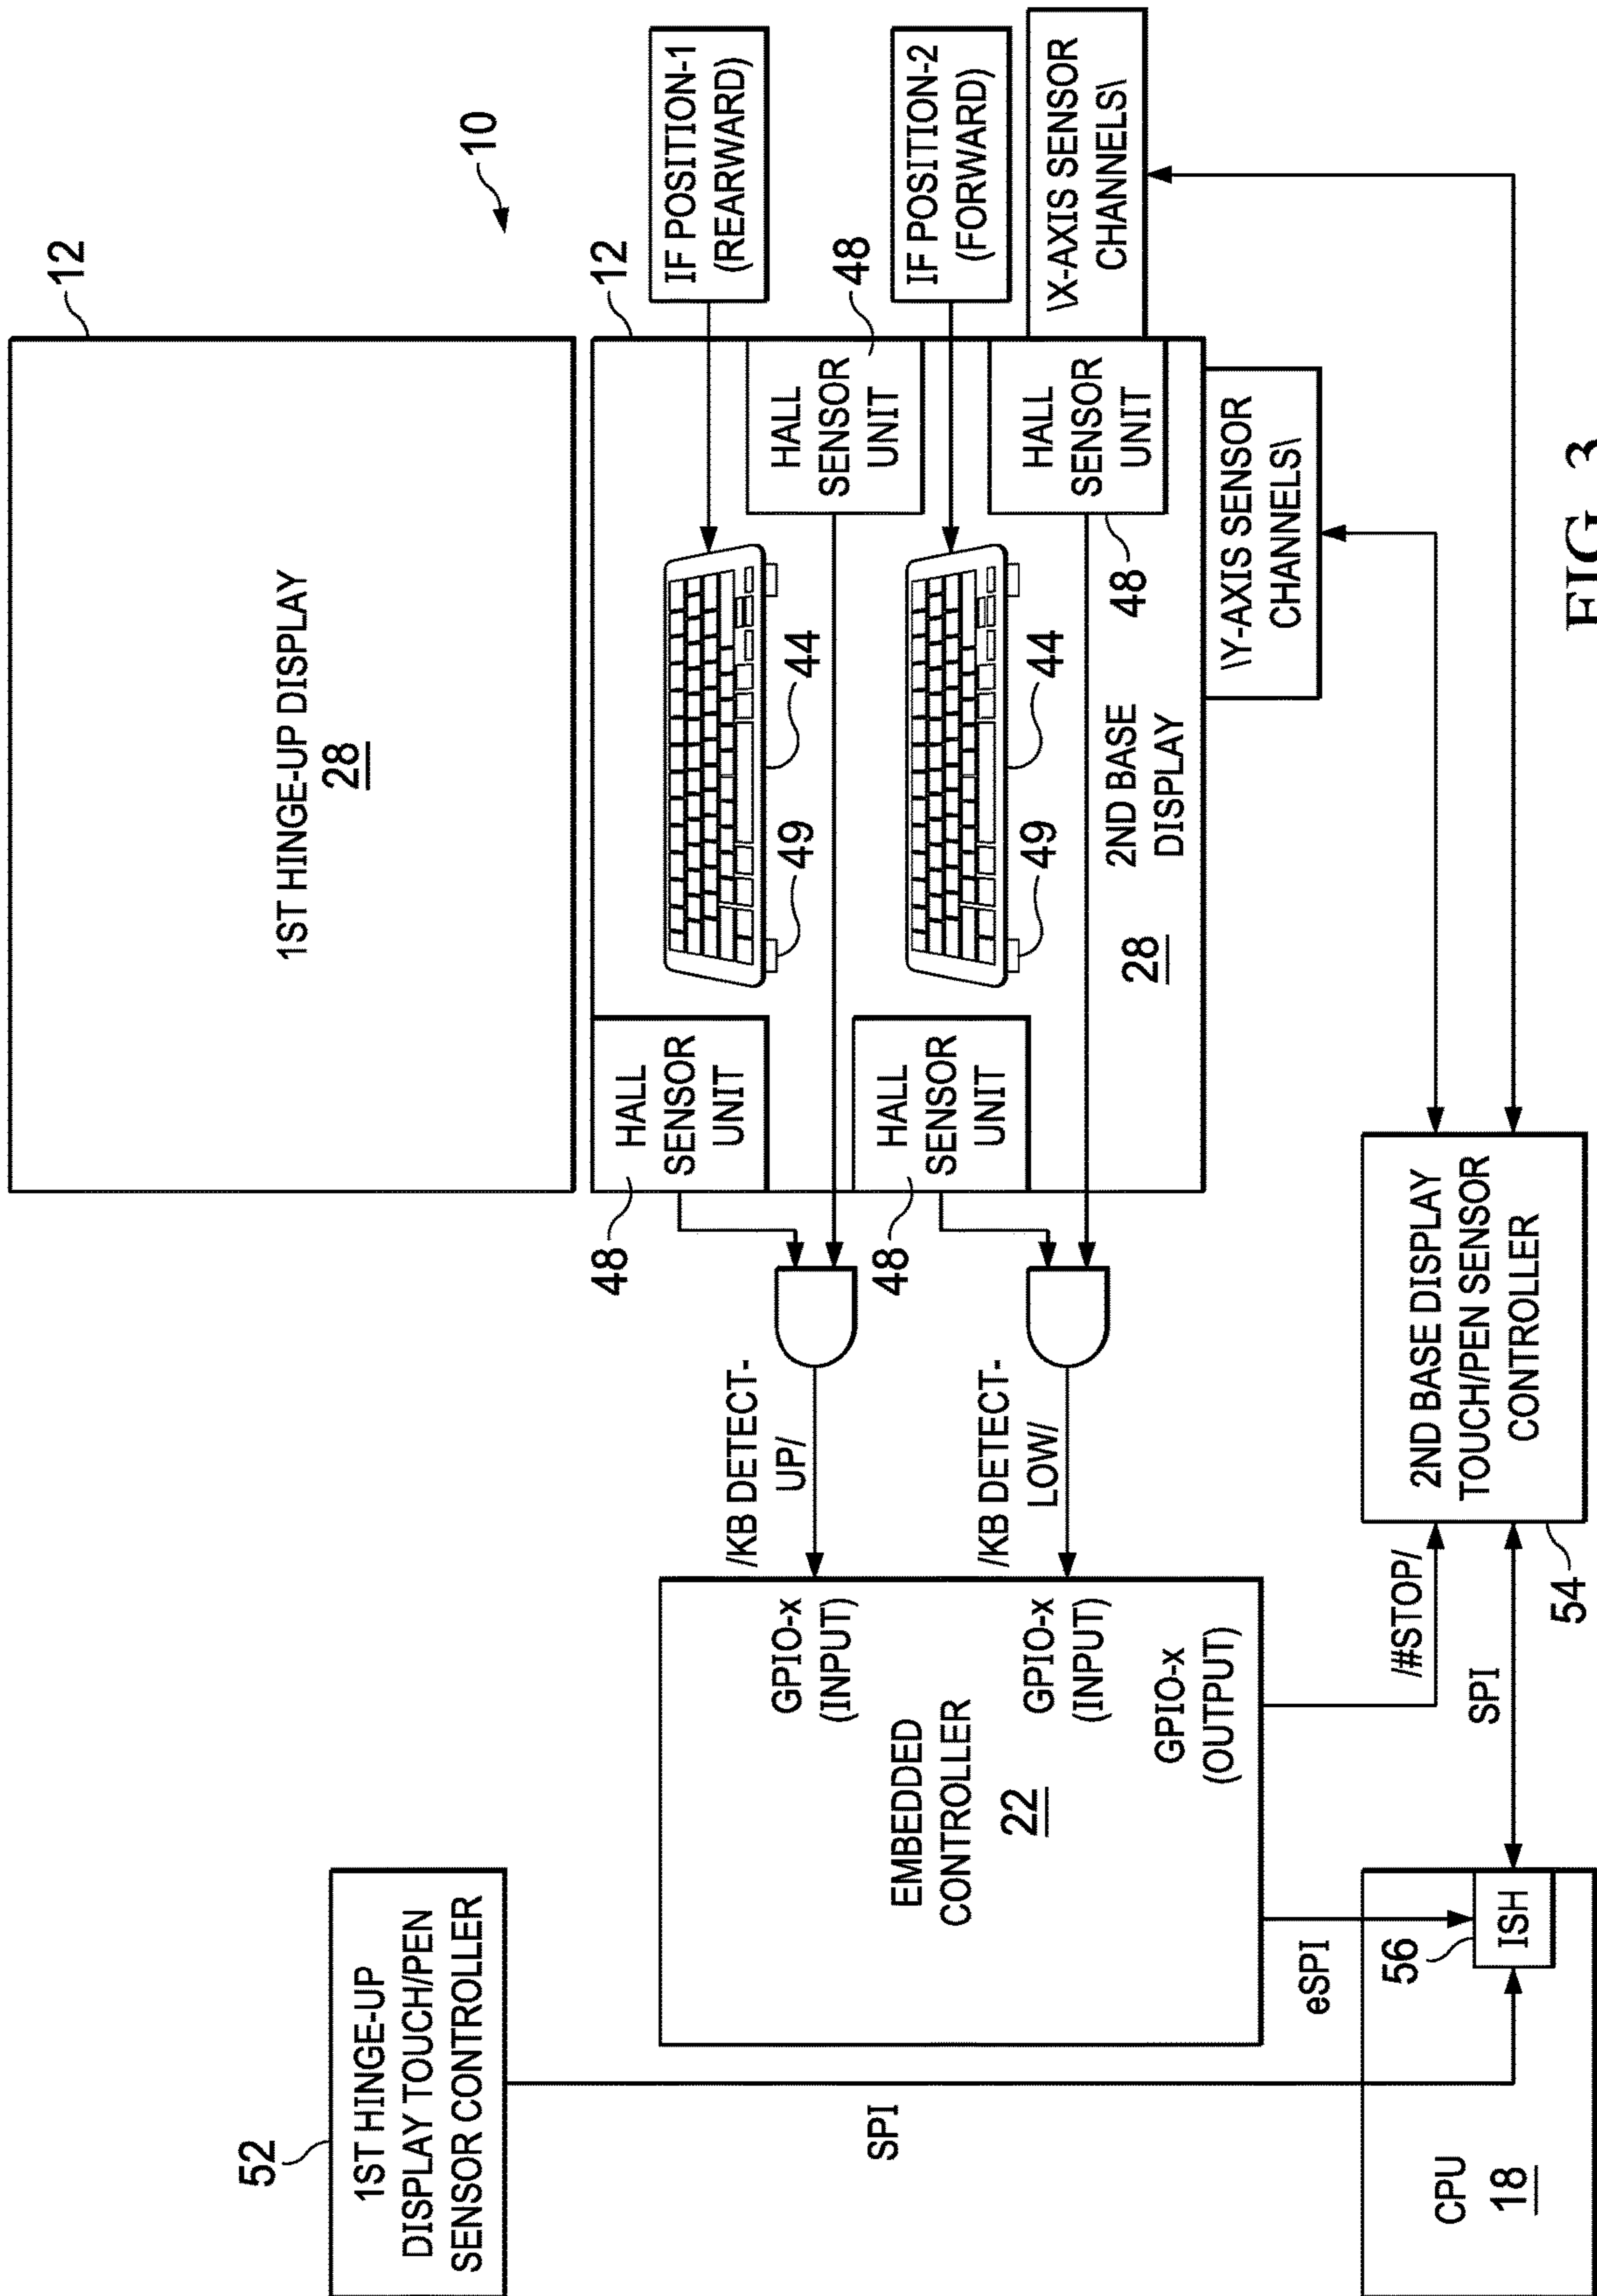 52
1ST HINGE-UP
DISPLAY TOUCH/PEN
SENSOR CONTROLLER
SPI
12
1ST HINGE-UP DISPLAY
28
10
EMBEDDED
CONTROLLER
22
GPIO-x
(INPUT)
GPIO-x
(INPUT)
GPIO-x
(OUTPUT)
/KB DETECT-
UP/
/KB DETECT-
LOW/
48
HALL
SENSOR
UNIT
48
HALL
SENSOR
UNIT
12
49
44
49
44
HALL
SENSOR
UNIT
48
HALL
SENSOR
UNIT
48
28
2ND BASE
DISPLAY
IF POSITION-1
(REARWARD)
IF POSITION-2
(FORWARD)
\X-AXIS SENSOR
CHANNELS\
\Y-AXIS SENSOR
CHANNELS\
CPU
18
eSPI
56
ISH
/#STOP/
SPI
54
2ND BASE DISPLAY
TOUCH/PEN SENSOR
CONTROLLER
FIG. 3